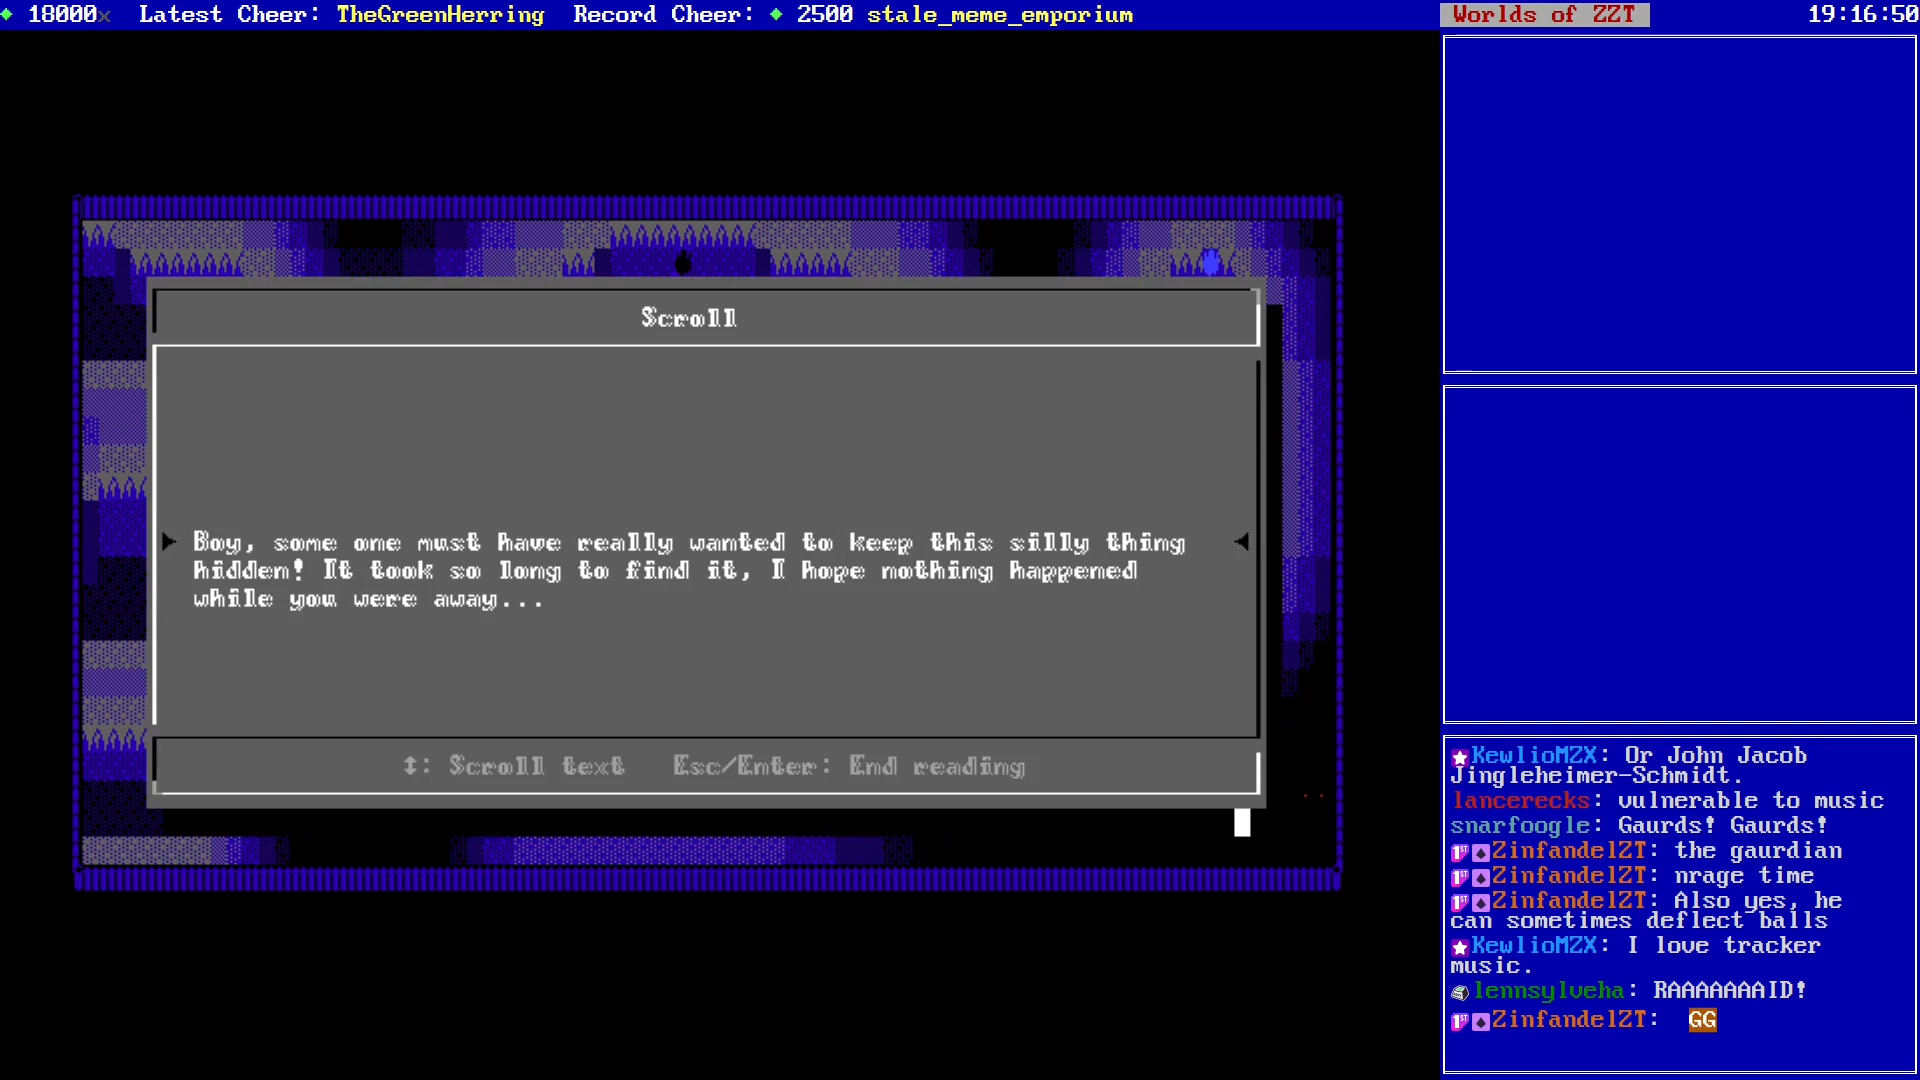 ♦ 18000x Latest Cheer: TheGreenHerring Record Cheer: ♦ 2500 stale_meme_emporium
Worlds of ZZT 19:16:50
Scroll
Boy, some one must have really wanted to keep this silly thing
hidden! It took so long to find it, I hope nothing happened
while you were away...
↕: Scroll text Esc/Enter: End reading
KewlioMZX: Or John Jacob
Jingleheimer-Schmidt.
lancerecks: vulnerable to music
snarfoogle: Gaurds! Gaurds!
1ST ZinfandelZT: the gaurdian
1ST ZinfandelZT: nrage time
1ST ZinfandelZT: Also yes, he
can sometimes deflect balls
KewlioMZX: I love tracker
music.
lennsylveha: RAAAAAAAID!
1ST ZinfandelZT: GG